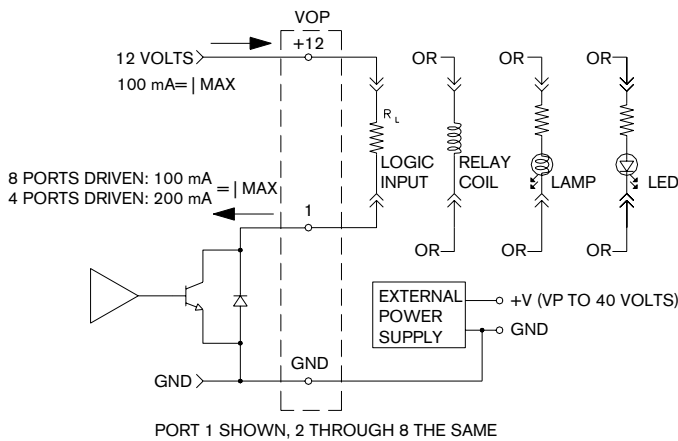 VOP
12 VOLTS
+12
100 mA= | MAX
OR
OR
OR
R L
LOGIC INPUT
RELAY COIL
LAMP
LED
8 PORTS DRIVEN: 100 mA
4 PORTS DRIVEN: 200 mA
= | MAX
1
OR
OR
OR
EXTERNAL POWER SUPPLY
+V (VP TO 40 VOLTS)
GND
GND
GND
PORT 1 SHOWN, 2 THROUGH 8 THE SAME